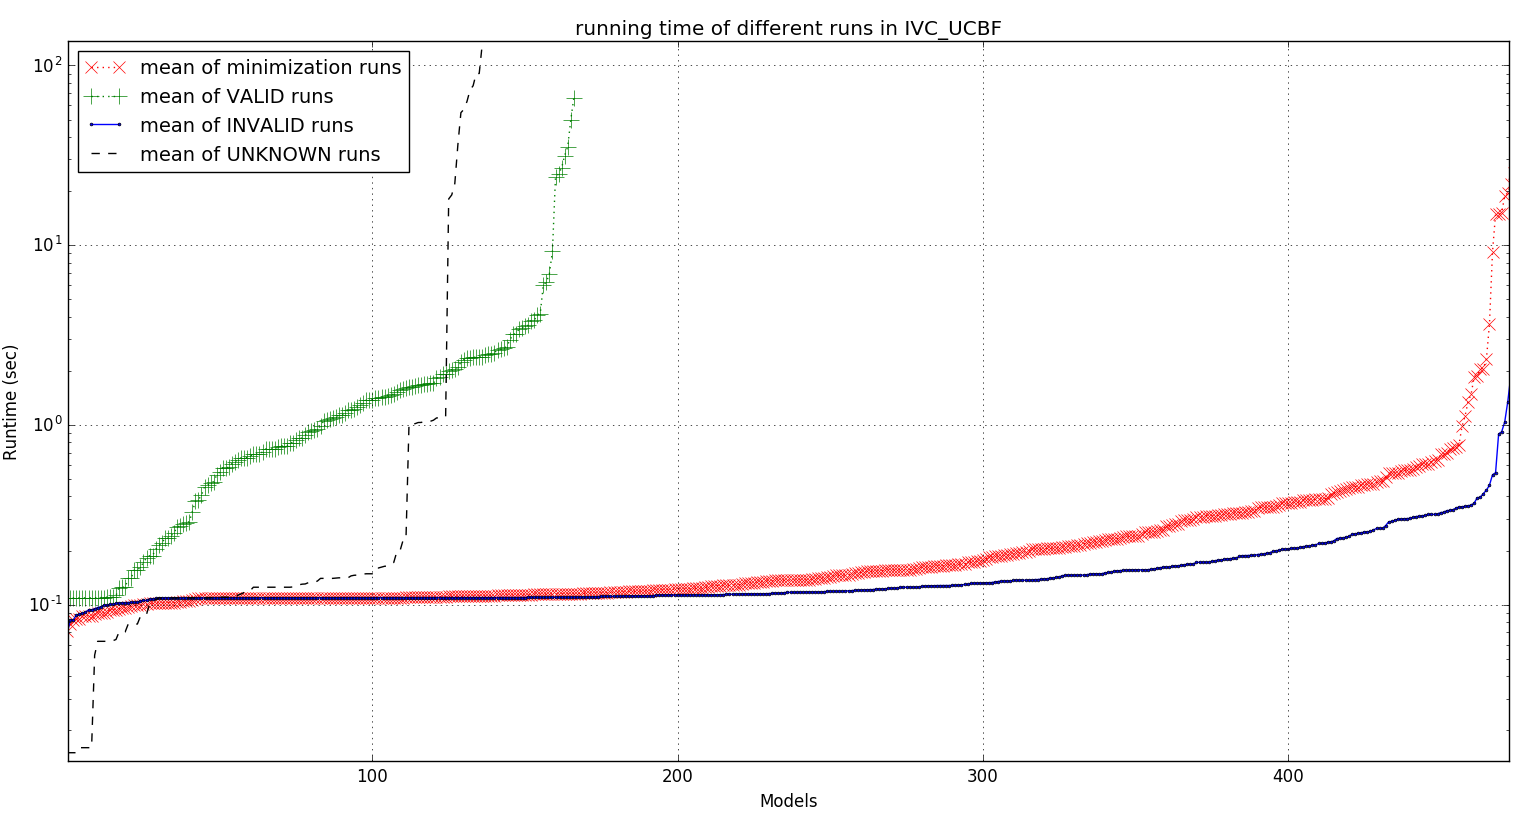 running time of different runs in IVC_UCBF
mean of minimization runs
mean of VALID runs
mean of INVALID runs
mean of UNKNOWN runs
Runtime (sec)
10^2
10^1
10^0
10^-1
100 200 300 400
Models